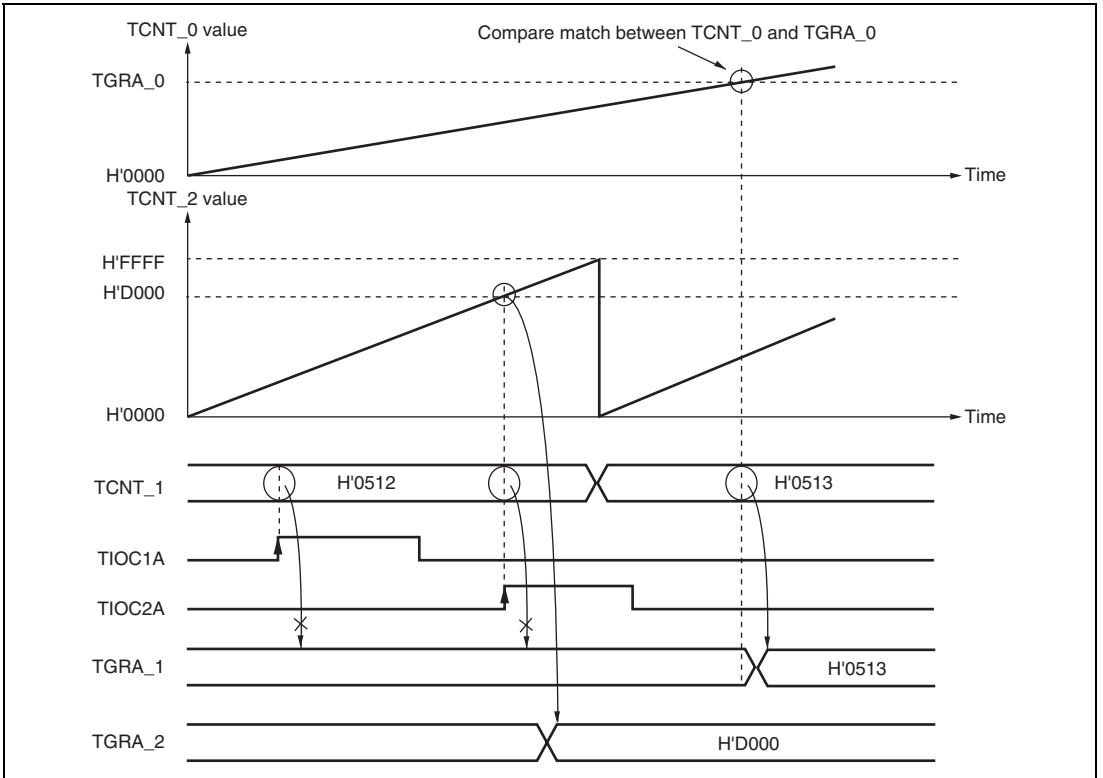 TCNT_0 value
Compare match between TCNT_0 and TGRA_0
TGRA_0
H'0000
Time
TCNT_2 value
H'FFFF
H'D000
H'0000
Time
TCNT_1
H'0512
H'0513
TIOC1A
TIOC2A
TGRA_1
H'0513
TGRA_2
H'D000